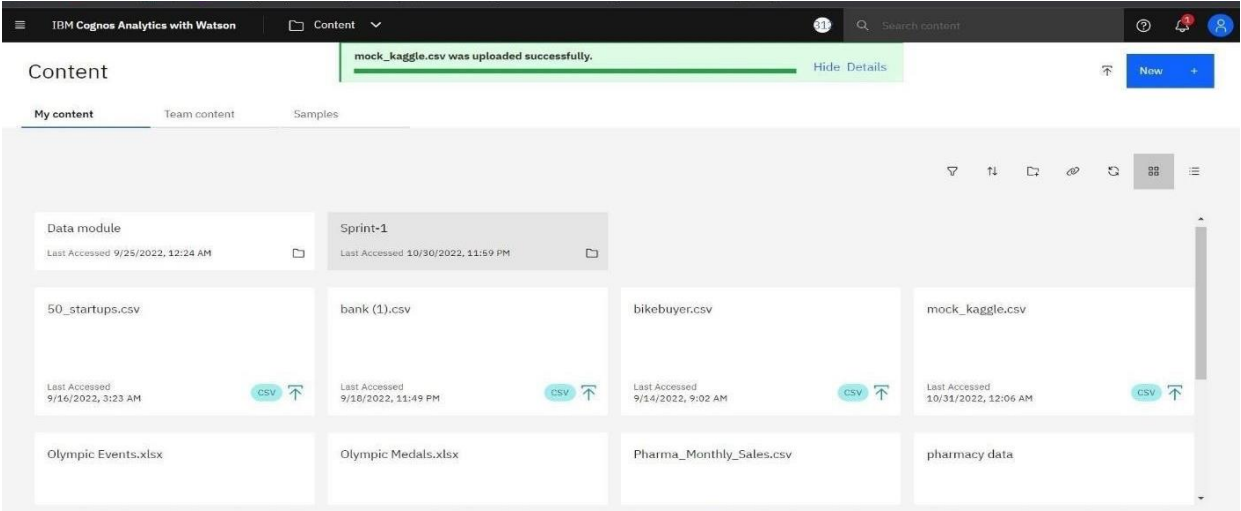 IBM Cognos Analytics with Watson
Content
31
Search content
1
Content
mock_kaggle.csv was uploaded successfully.
Hide Details
New +
My content
Team content
Samples
Data module
Last Accessed 9/25/2022, 12:24 AM
Sprint-1
Last Accessed 10/30/2022, 11:59 PM
50_startups.csv
bank (1).csv
bikebuyer.csv
mock_kaggle.csv
Last Accessed
9/16/2022, 3:23 AM
CSV
Last Accessed
9/18/2022, 11:49 PM
CSV
Last Accessed
9/14/2022, 9:02 AM
CSV
Last Accessed
10/31/2022, 12:06 AM
CSV
Olympic Events.xlsx
Olympic Medals.xlsx
Pharma_Monthly_Sales.csv
pharmacy data